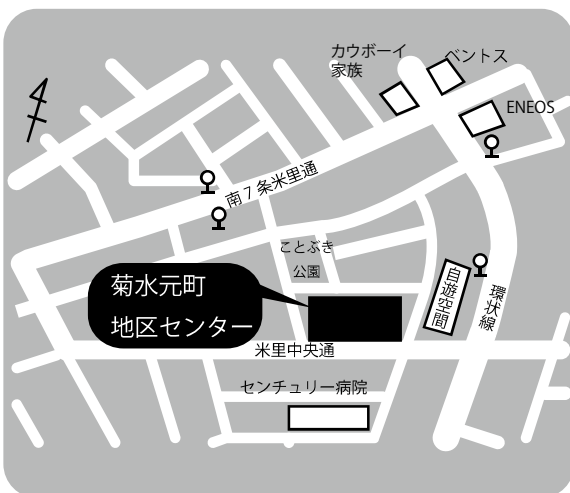 カウボーイ
家族
ベントス
ENEOS
南７条米里通
ことぶき
公園
自遊空間
環状線
菊水元町
地区センター
米里中央通
センチュリー病院